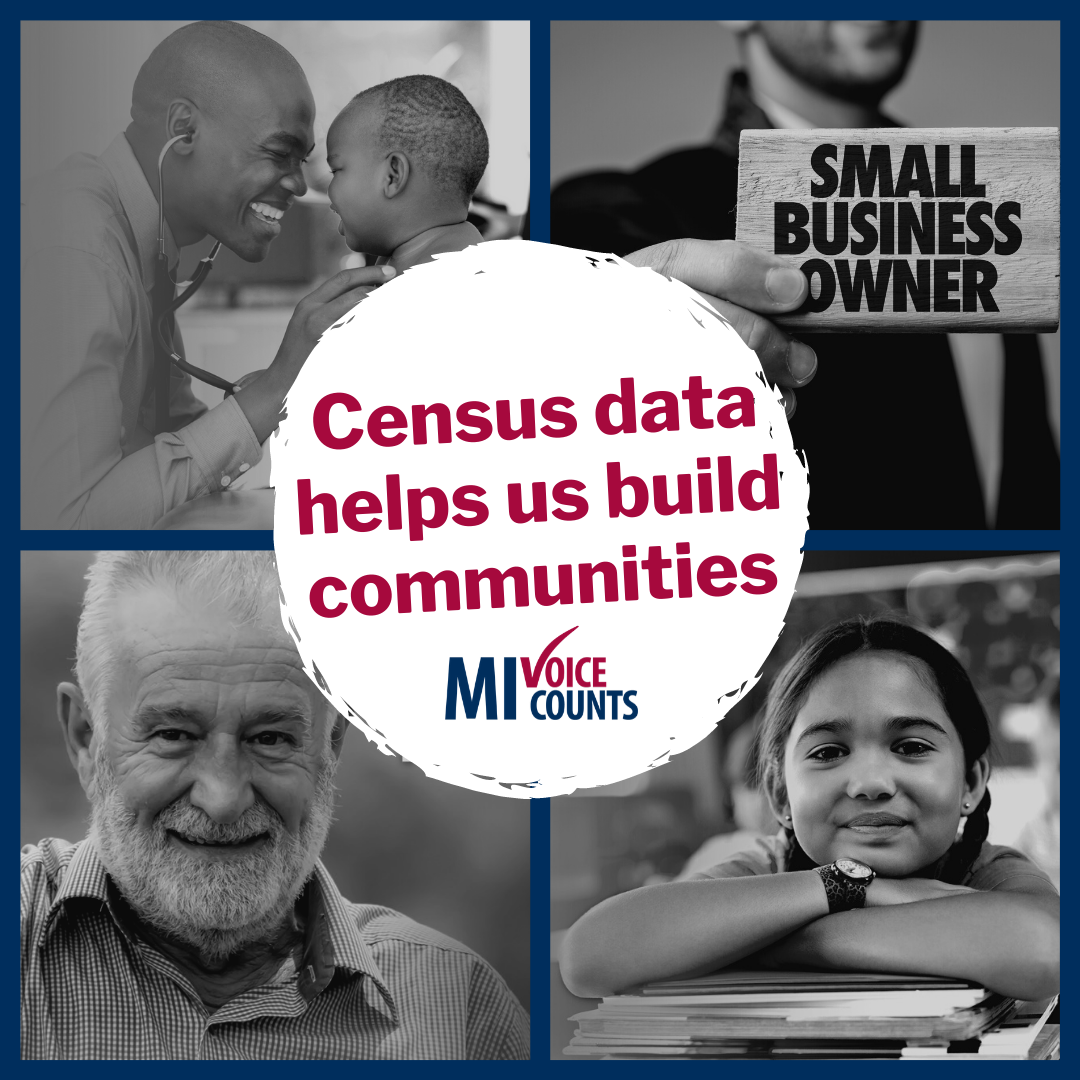 SMALL
BUSINESS
OWNER
Census data
helps us build
communities
MI VOICE
COUNTS